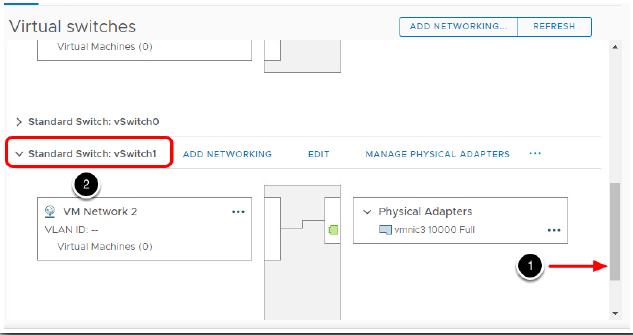 Virtual switches
ADD NETWORKING...
REFRESH
Virtual Machines (0)
Standard Switch: vSwitch0
Standard Switch: vSwitch1
ADD NETWORKING
EDIT
MANAGE PHYSICAL ADAPTERS
...
2
VM Network 2
...
VLAN ID: --
Virtual Machines (0)
Physical Adapters
vmnic3 10000 Full
...
1